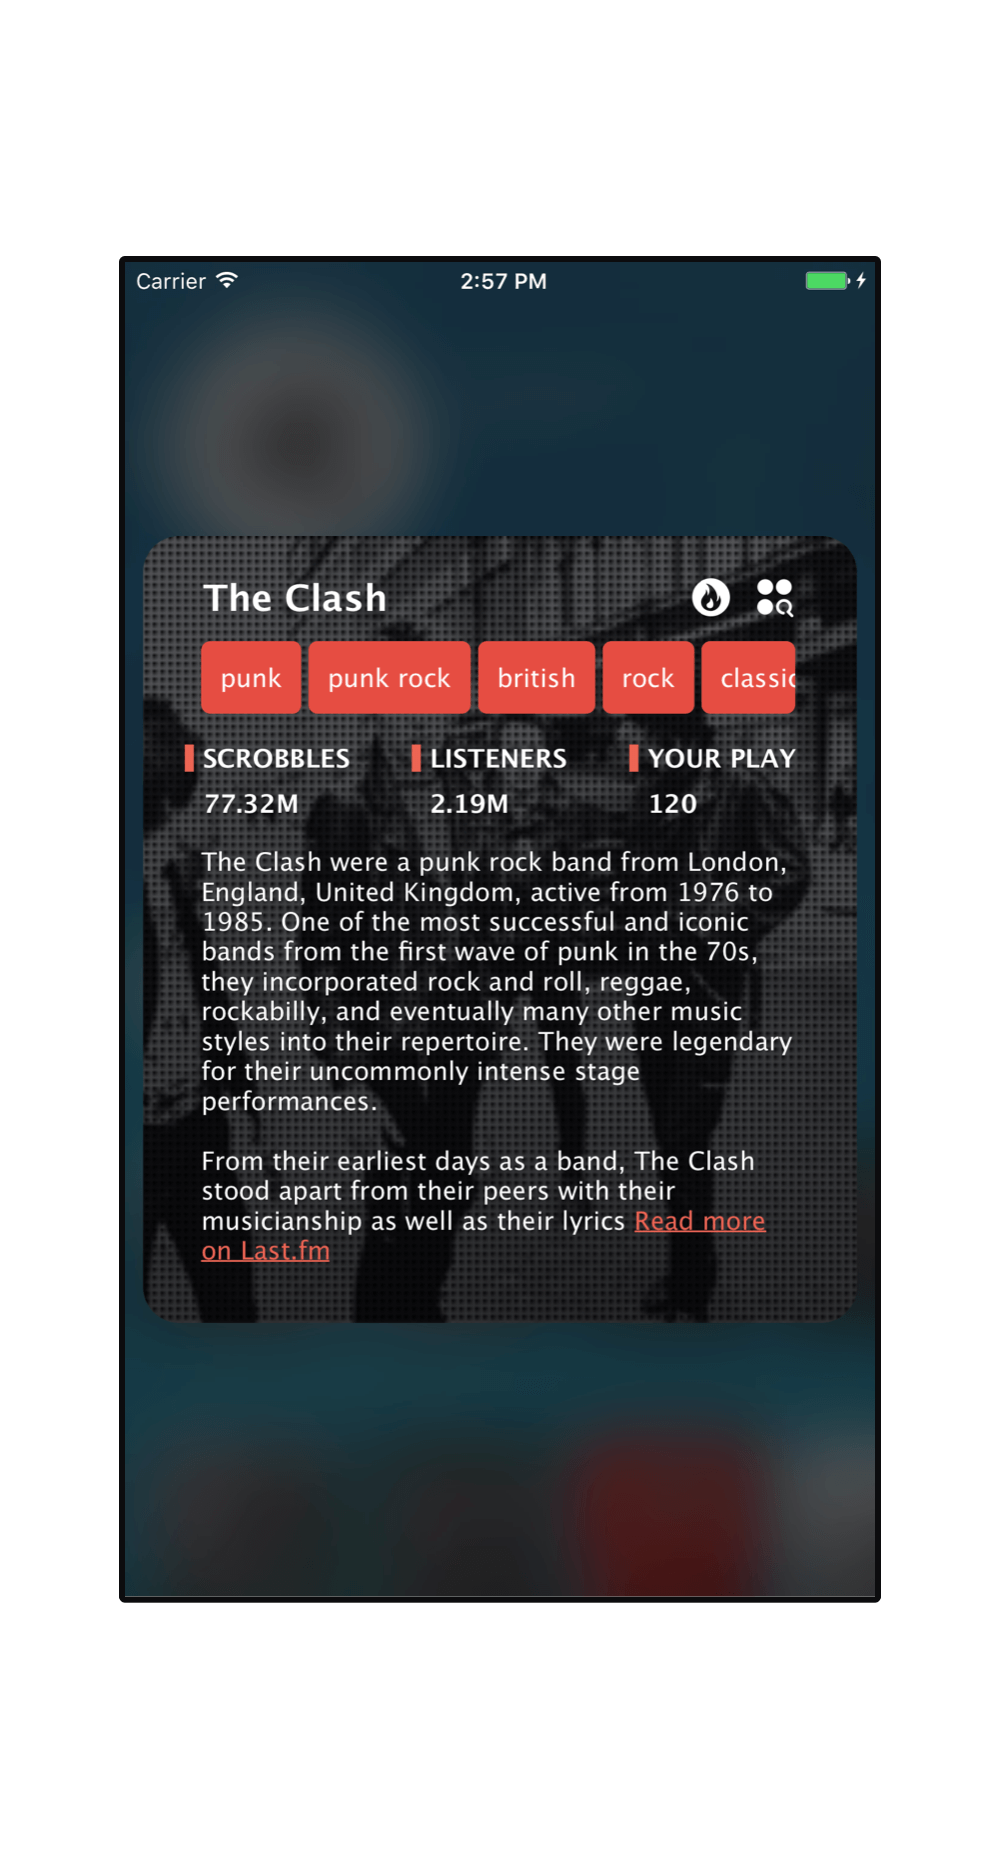 Carrier 2:57 PM
The Clash
punk punk rock british rock classic
SCROBBLES LISTENERS YOUR PLAY
77.32M 2.19M 120
The Clash were a punk rock band from London,
England, United Kingdom, active from 1976 to
1985. One of the most successful and iconic
bands from the first wave of punk in the 70s,
they incorporated rock and roll, reggae,
rockabilly, and eventually many other music
styles into their repertoire. They were legendary
for their uncommonly intense stage
performances.
From their earliest days as a band, The Clash
stood apart from their peers with their
musicianship as well as their lyrics Read more
on Last.fm